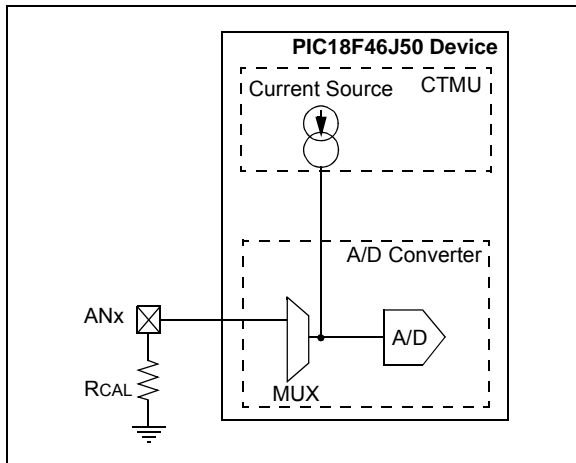 PIC18F46J50 Device
Current Source
CTMU
A/D Converter
ANx
A/D
RCAL
MUX